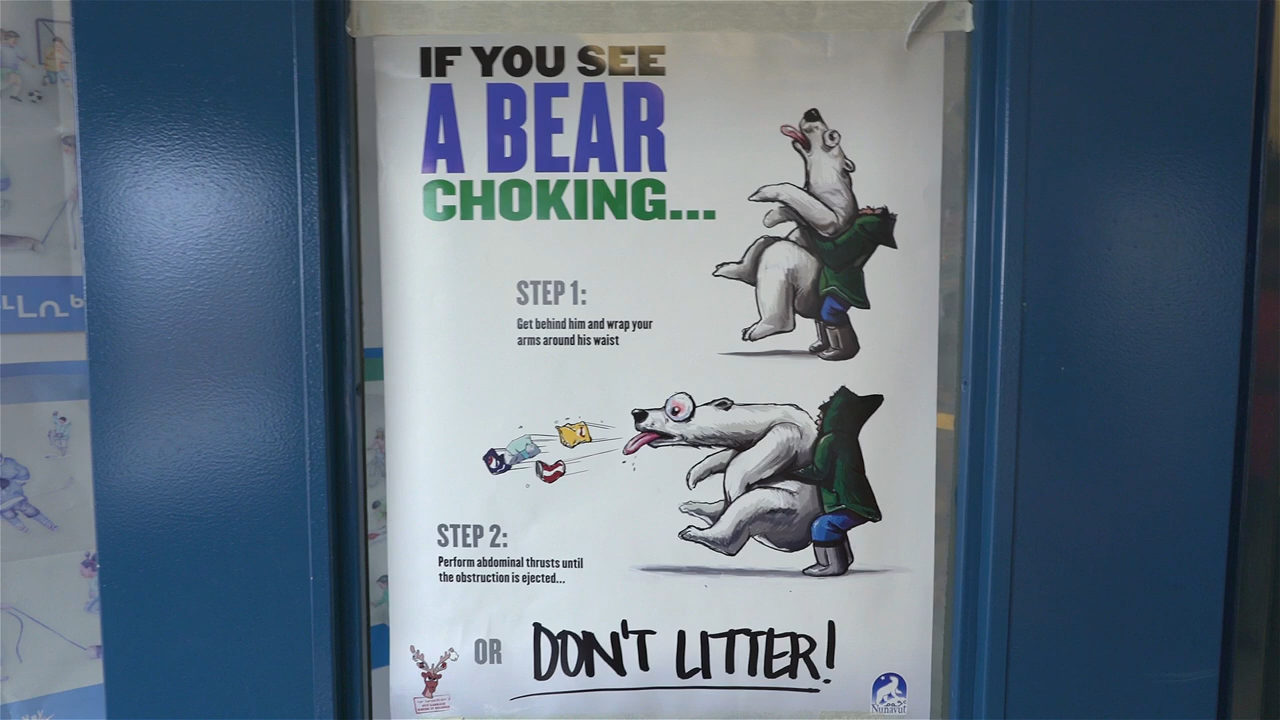 IF YOU SEE
A BEAR
CHOKING...
STEP 1:
Get behind him and wrap your
arms around his waist
STEP 2:
Perform abdominal thrusts until
the obstruction is ejected...
OR DON'T LITTER!
Nunavut